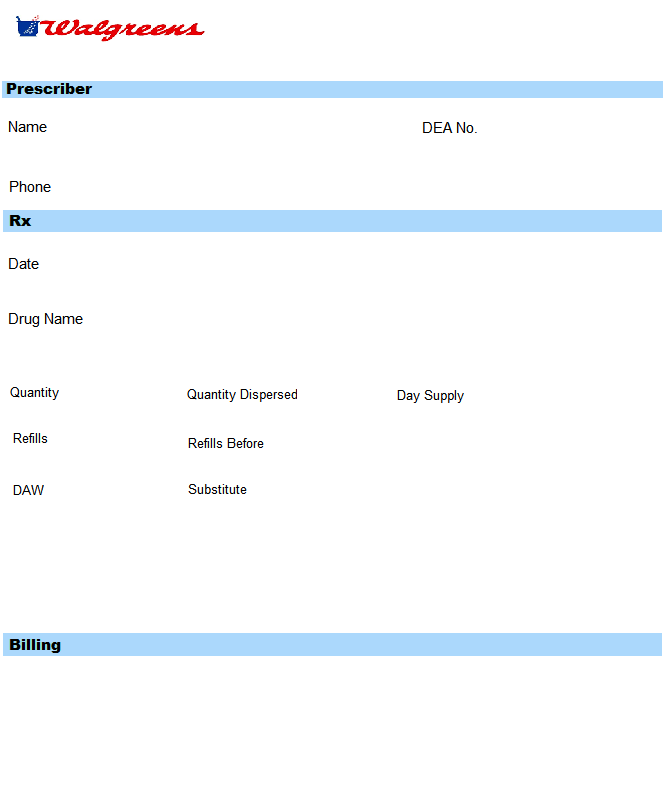 Walgreens
Prescriber
Name DEA No.
Phone
Rx
Date
Drug Name
Quantity Quantity Dispersed Day Supply
Refills Refills Before
DAW Substitute
Billing